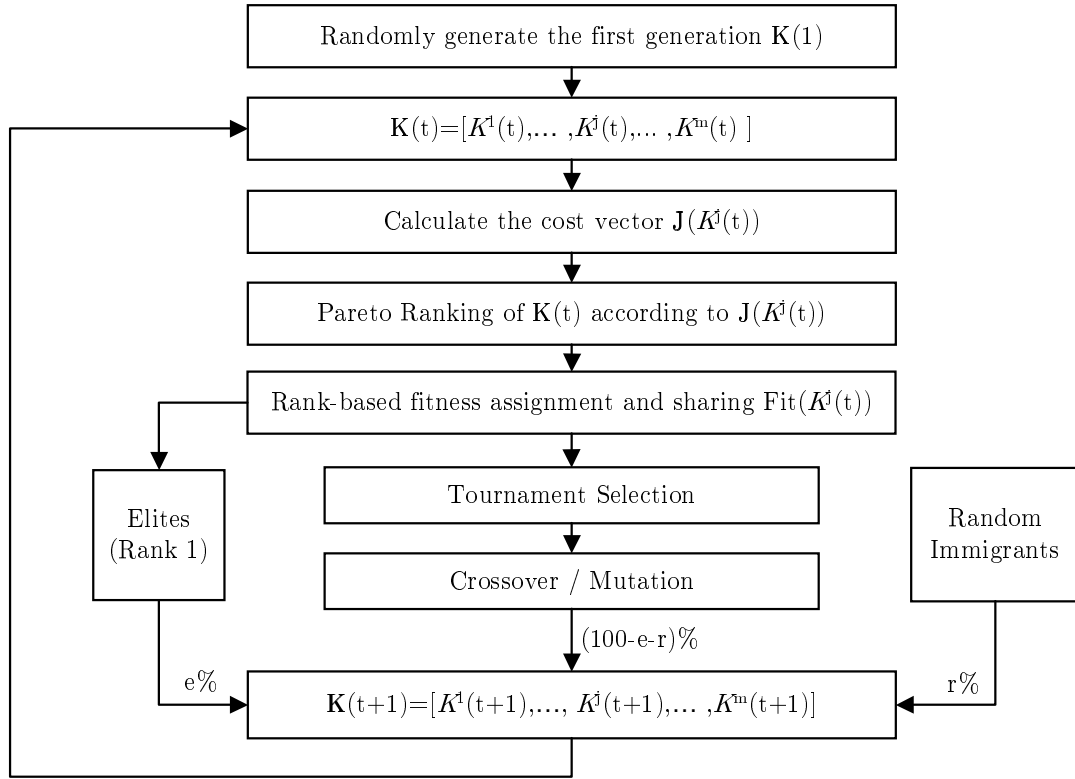 Randomly generate the first generation K(1)
K(t)=[K¹(t),... ,Kʲ(t),... ,Kᵐ(t) ]
Calculate the cost vector J(Kʲ(t))
Pareto Ranking of K(t) according to J(Kʲ(t))
Rank-based fitness assignment and sharing Fit(Kʲ(t))
Tournament Selection
Elites
(Rank 1)
Random
Immigrants
Crossover / Mutation
(100-e-r)%
e%
r%
K(t+1)=[K¹(t+1),..., Kʲ(t+1),... ,Kᵐ(t+1)]